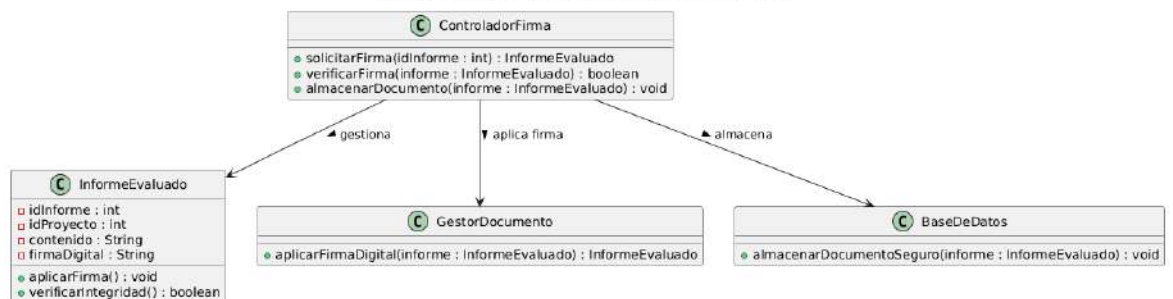 C ControladorFirma
solicitarFirma(idInforme : int) : InformeEvaluado
verificarFirma(informe : InformeEvaluado) : boolean
almacenarDocumento(informe : InformeEvaluado) : void
gestiona
aplica firma
almacena
C InformeEvaluado
idInforme : int
idProyecto : int
contenido : String
firmaDigital : String
aplicarFirma() : void
verificarIntegridad() : boolean
C GestorDocumento
aplicarFirmaDigital(informe : InformeEvaluado) : InformeEvaluado
C BaseDeDatos
almacenarDocumentoSeguro(informe : InformeEvaluado) : void